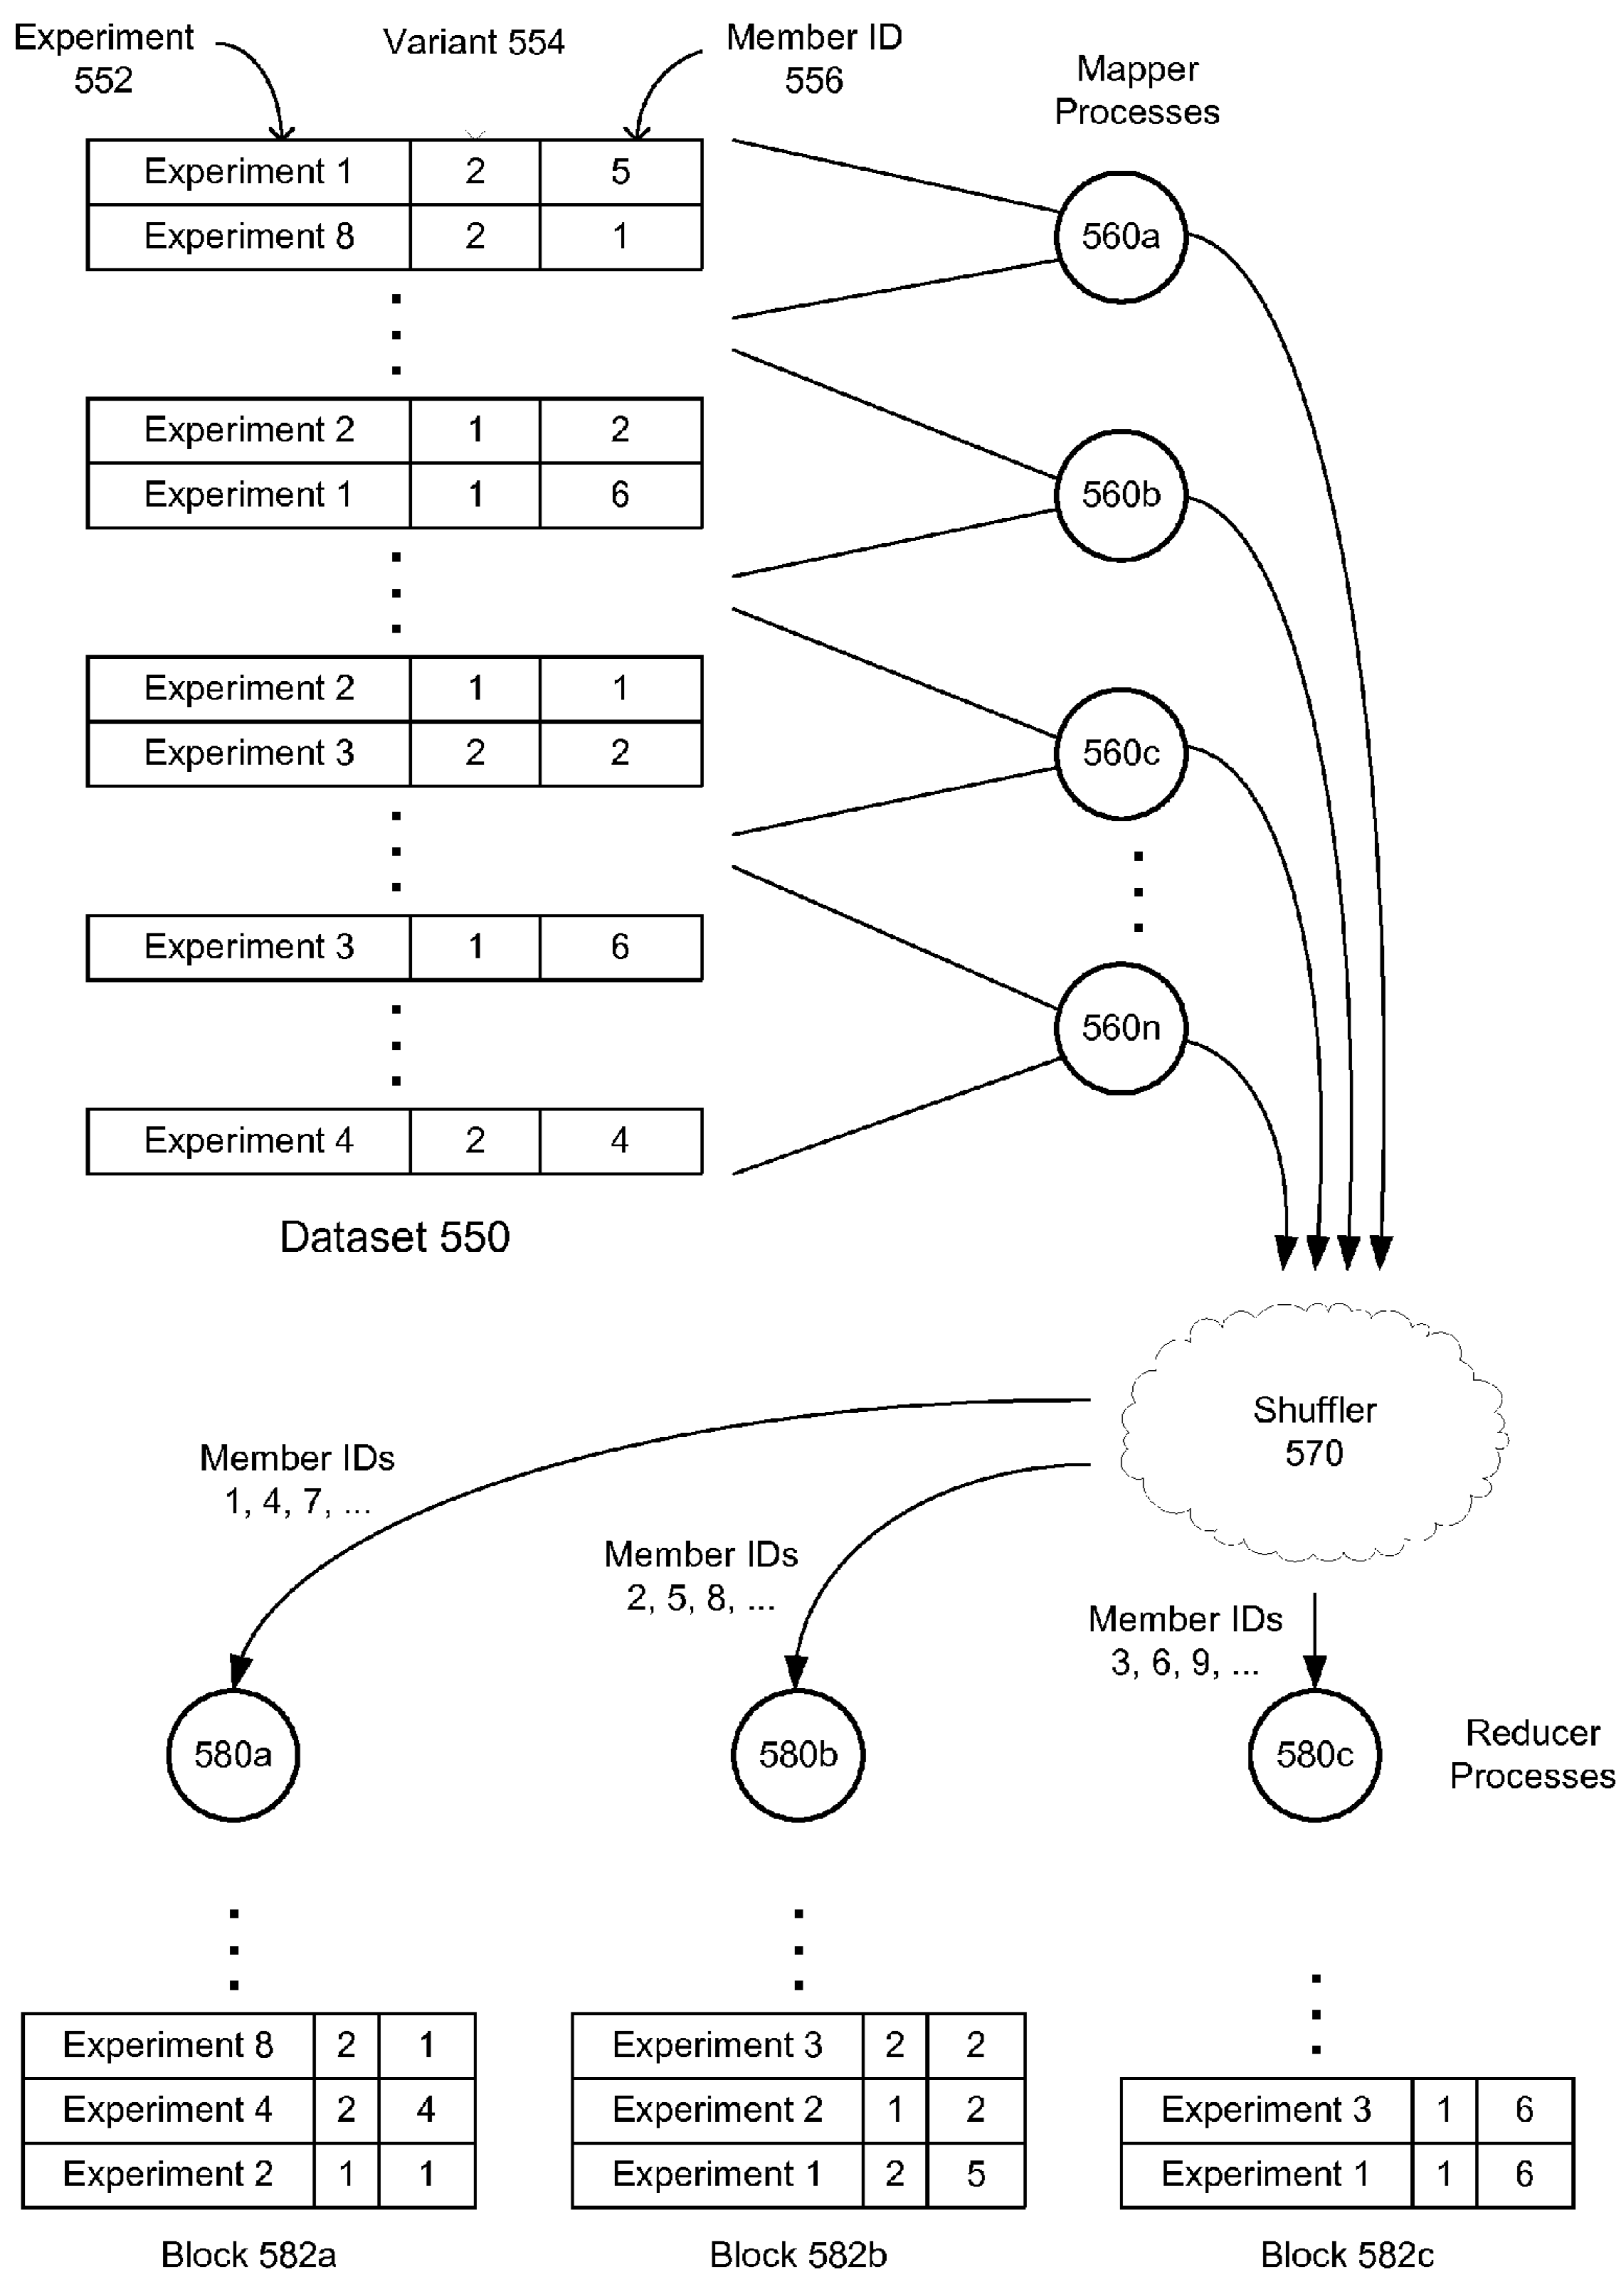 Experiment
552
Variant 554
Member ID
556
Mapper
Processes
Experiment 1 2 5
Experiment 8 2 1
560a
Experiment 2 1 2
Experiment 1 1 6
560b
Experiment 2 1 1
Experiment 3 2 2
560c
Experiment 3 1 6
560n
Experiment 4 2 4
Dataset 550
Shuffler
570
Member IDs
1, 4, 7, ...
Member IDs
2, 5, 8, ...
Member IDs
3, 6, 9, ...
580a
580b
580c
Reducer
Processes
Experiment 8 2 1
Experiment 4 2 4
Experiment 2 1 1
Block 582a
Experiment 3 2 2
Experiment 2 1 2
Experiment 1 2 5
Block 582b
Experiment 3 1 6
Experiment 1 1 6
Block 582c